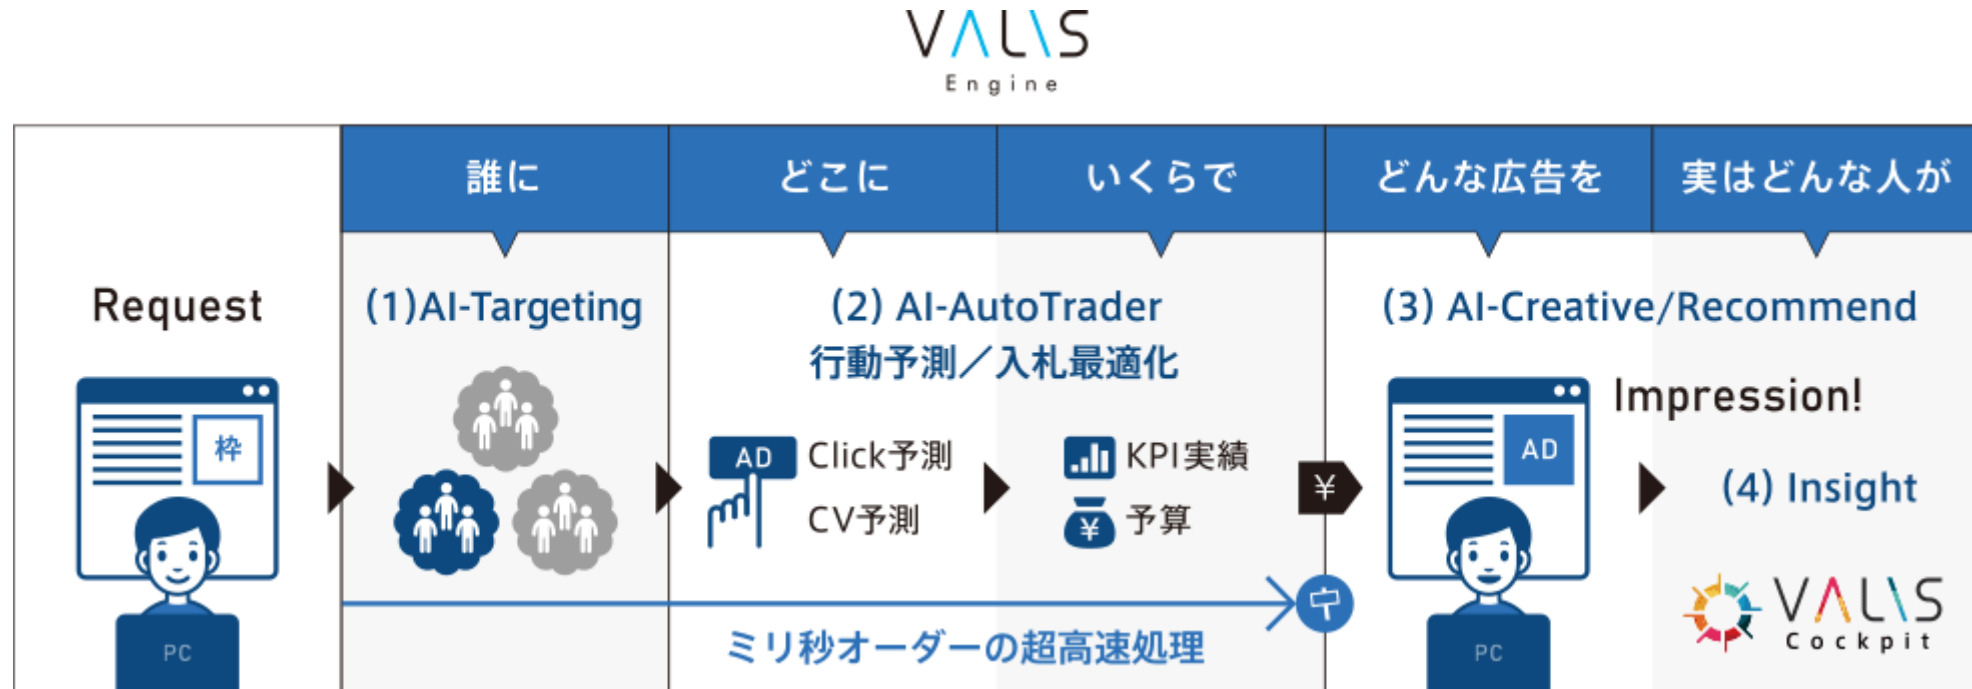 VALIS
Engine
誰に
どこに
いくらで
どんな広告を
実はどんな人が
Request
(1)AI-Targeting
(2) AI-AutoTrader
行動予測／入札最適化
(3) AI-Creative/Recommend
Impression!
枠
AD
Click予測
CV予測
KPI実績
¥
予算
¥
AD
(4) Insight
ミリ秒オーダーの超高速処理
PC
PC
VALIS
Cockpit